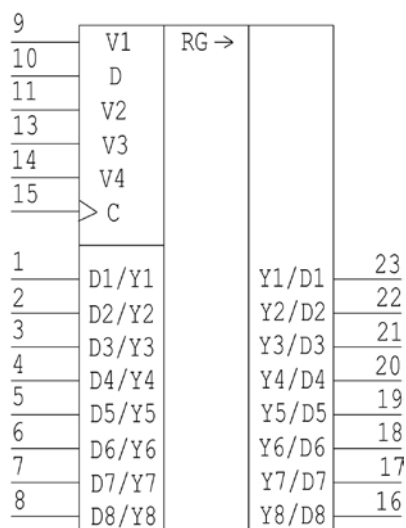 9 V1 RG →
10 D
11 V2
13 V3
14 V4
15 C
1 D1/Y1 Y1/D1 23
2 D2/Y2 Y2/D2 22
3 D3/Y3 Y3/D3 21
4 D4/Y4 Y4/D4 20
5 D5/Y5 Y5/D5 19
6 D6/Y6 Y6/D6 18
7 D7/Y7 Y7/D7 17
8 D8/Y8 Y8/D8 16